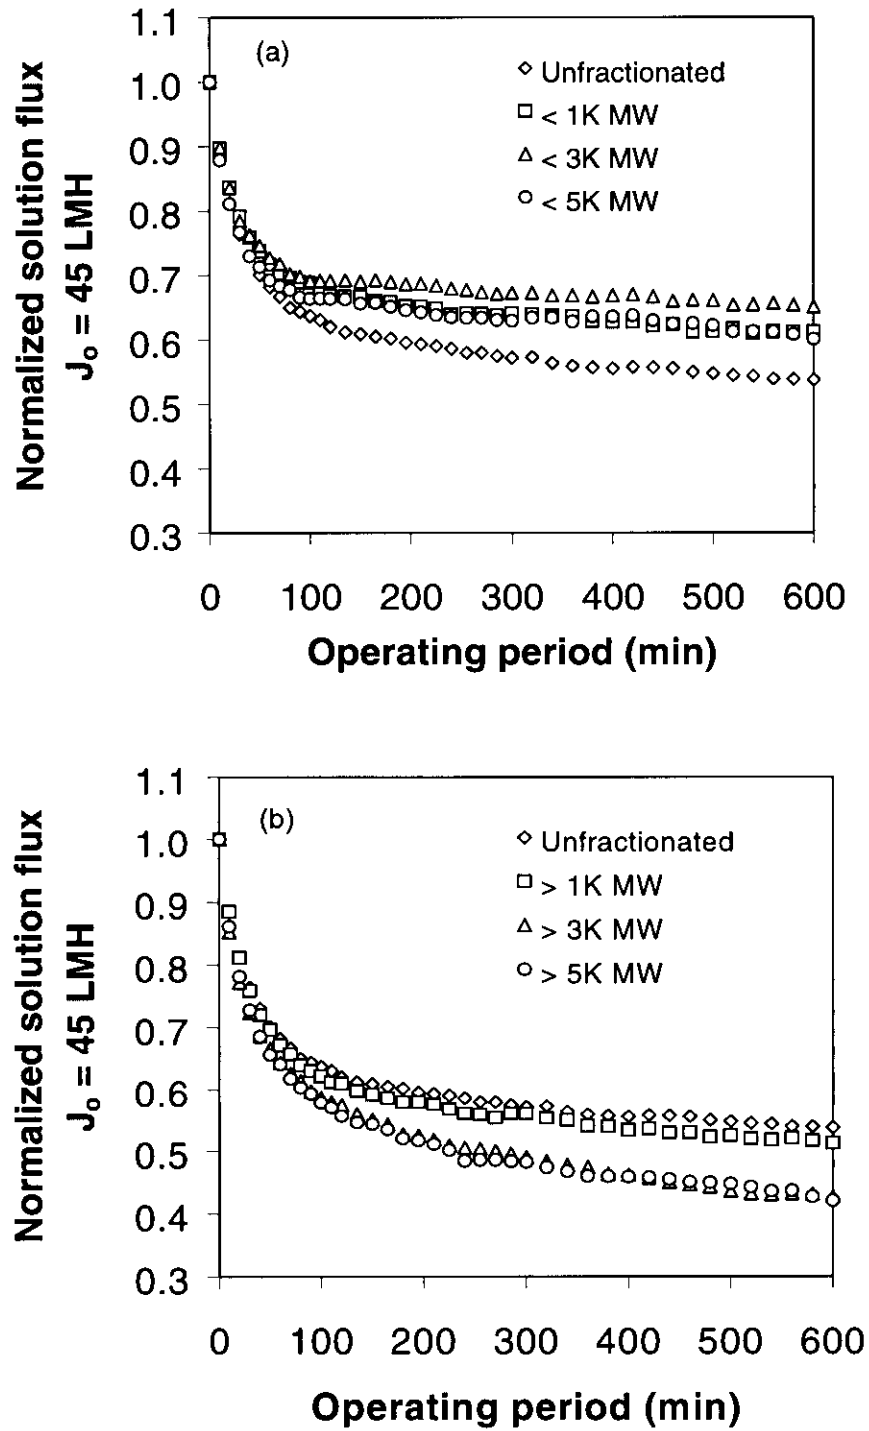 (a)
◇ Unfractionated
□ < 1K MW
△ < 3K MW
○ < 5K MW
Normalized solution flux
Jo = 45 LMH
1.1
1.0
0.9
0.8
0.7
0.6
0.5
0.4
0.3
0 100 200 300 400 500 600
Operating period (min)
(b)
◇ Unfractionated
□ > 1K MW
△ > 3K MW
○ > 5K MW
Normalized solution flux
Jo = 45 LMH
1.1
1.0
0.9
0.8
0.7
0.6
0.5
0.4
0.3
0 100 200 300 400 500 600
Operating period (min)